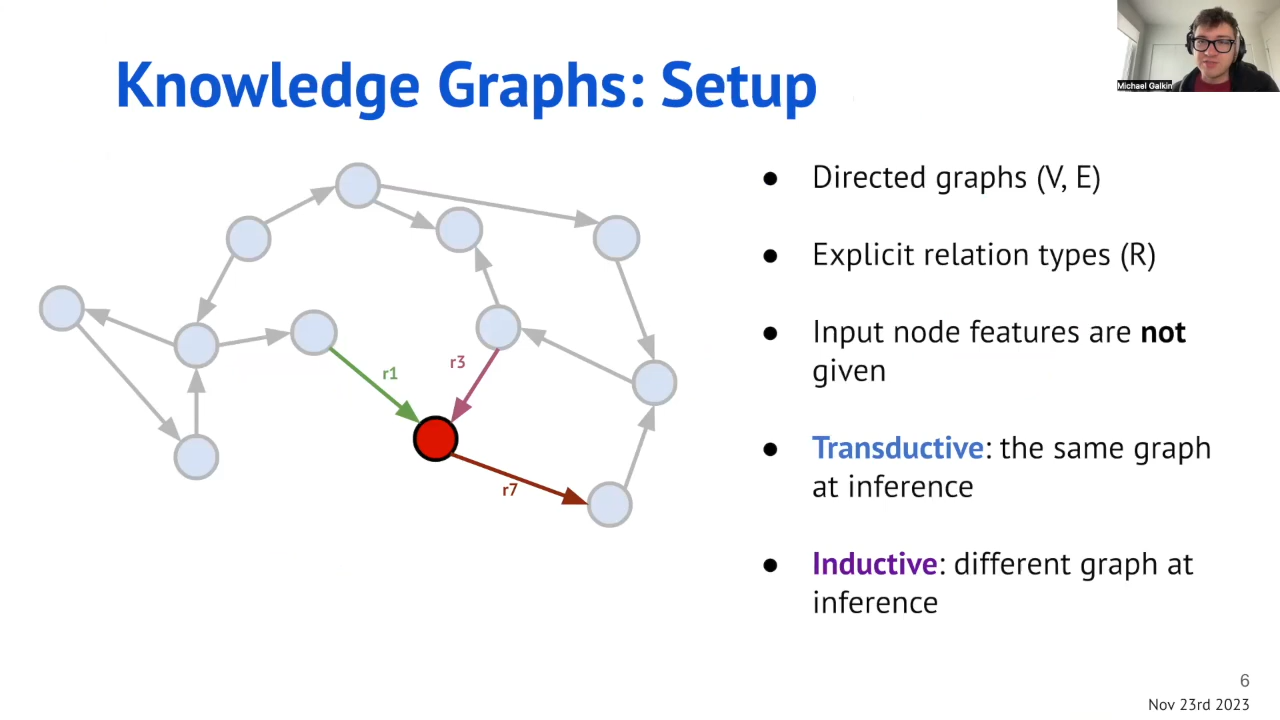 Knowledge Graphs: Setup
Michael Galkin
● Directed graphs (V, E)
● Explicit relation types (R)
● Input node features are not
given
● Transductive: the same graph
at inference
● Inductive: different graph at
inference
r1
r3
r7
6
Nov 23rd 2023